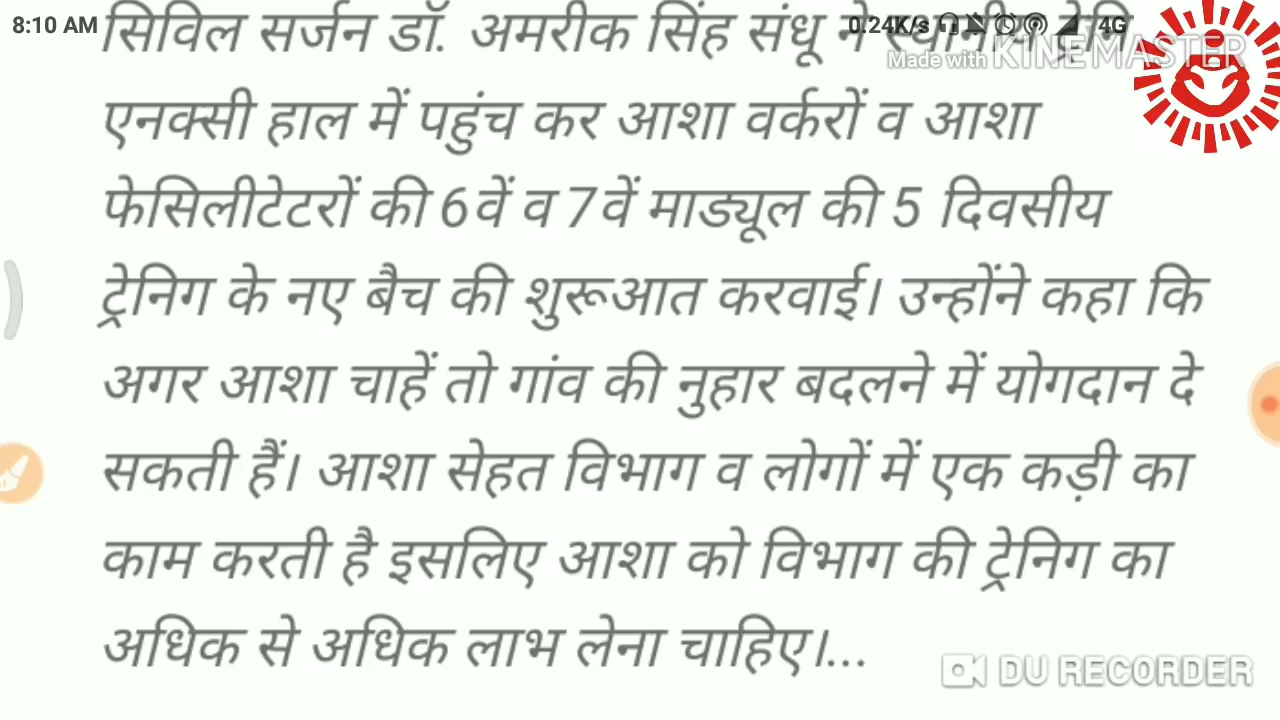 8:10 AM
0.24K/s
4G
Made with KINEMASTER
सिविल सर्जन डॉ. अमरीक सिंह संधू ने
एनक्सी हाल में पहुंच कर आशा वर्करों व आशा
फेसिलीटेटरों की 6वें व 7वें माड्यूल की 5 दिवसीय
ट्रेनिग के नए बैच की शुरूआत करवाई। उन्होंने कहा कि
अगर आशा चाहें तो गांव की नुहार बदलने में योगदान दे
सकती हैं। आशा सेहत विभाग व लोगों में एक कड़ी का
काम करती है इसलिए आशा को विभाग की ट्रेनिग का
अधिक से अधिक लाभ लेना चाहिए।...
DU RECORDER